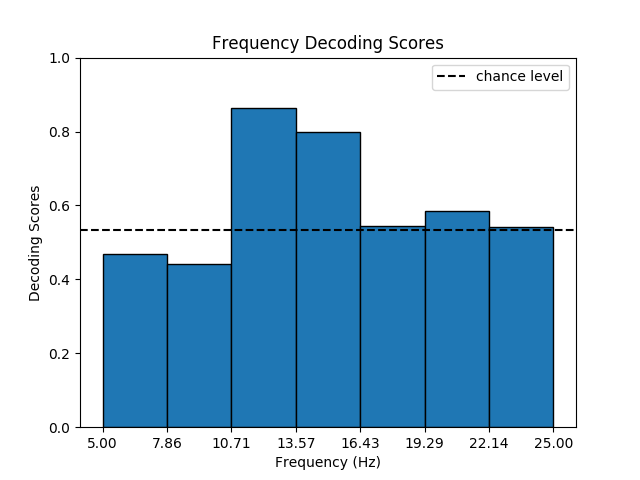 Frequency Decoding Scores
chance level
1.0
0.8
0.6
0.4
0.2
0.0
Decoding Scores
5.00 7.86 10.71 13.57 16.43 19.29 22.14 25.00
Frequency (Hz)